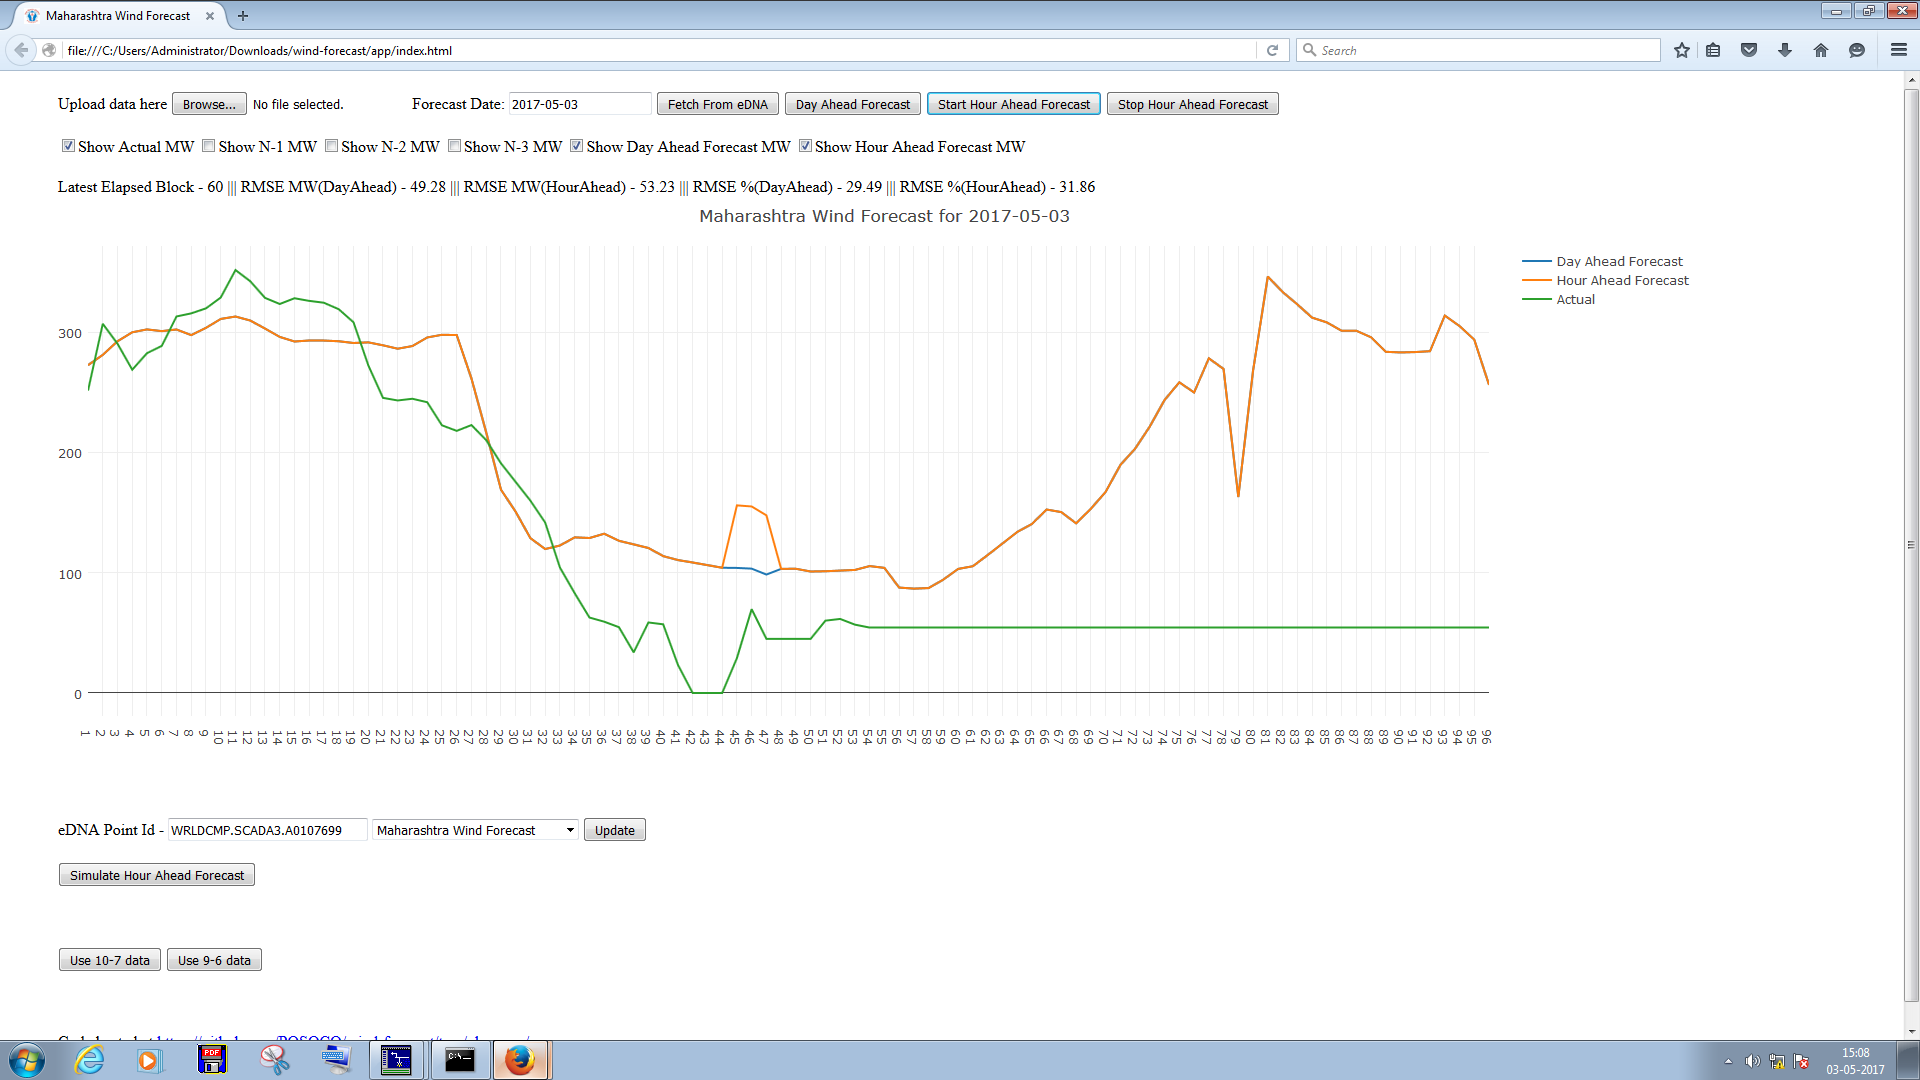 Maharashtra Wind Forecast
file:///C:/Users/Administrator/Downloads/wind-forecast/app/index.html
Search
Upload data here Browse... No file selected. Forecast Date: 2017-05-03 Fetch From eDNA Day Ahead Forecast Start Hour Ahead Forecast Stop Hour Ahead Forecast
Show Actual MW Show N-1 MW Show N-2 MW Show N-3 MW Show Day Ahead Forecast MW Show Hour Ahead Forecast MW
Latest Elapsed Block - 60 ||| RMSE MW(DayAhead) - 49.28 ||| RMSE MW(HourAhead) - 53.23 ||| RMSE %(DayAhead) - 29.49 ||| RMSE %(HourAhead) - 31.86
Maharashtra Wind Forecast for 2017-05-03
Day Ahead Forecast
Hour Ahead Forecast
Actual
300
200
100
0
1 2 3 4 5 6 7 8 9 10 11 12 13 14 15 16 17 18 19 20 21 22 23 24 25 26 27 28 29 30 31 32 33 34 35 36 37 38 39 40 41 42 43 44 45 46 47 48 49 50 51 52 53 54 55 56 57 58 59 60 61 62 63 64 65 66 67 68 69 70 71 72 73 74 75 76 77 78 79 80 81 82 83 84 85 86 87 88 89 90 91 92 93 94 95 96
eDNA Point Id - WRLDCMP.SCADA3.A0107699 Maharashtra Wind Forecast Update
Simulate Hour Ahead Forecast
Use 10-7 data Use 9-6 data
PDF
C:\_
15:08
03-05-2017